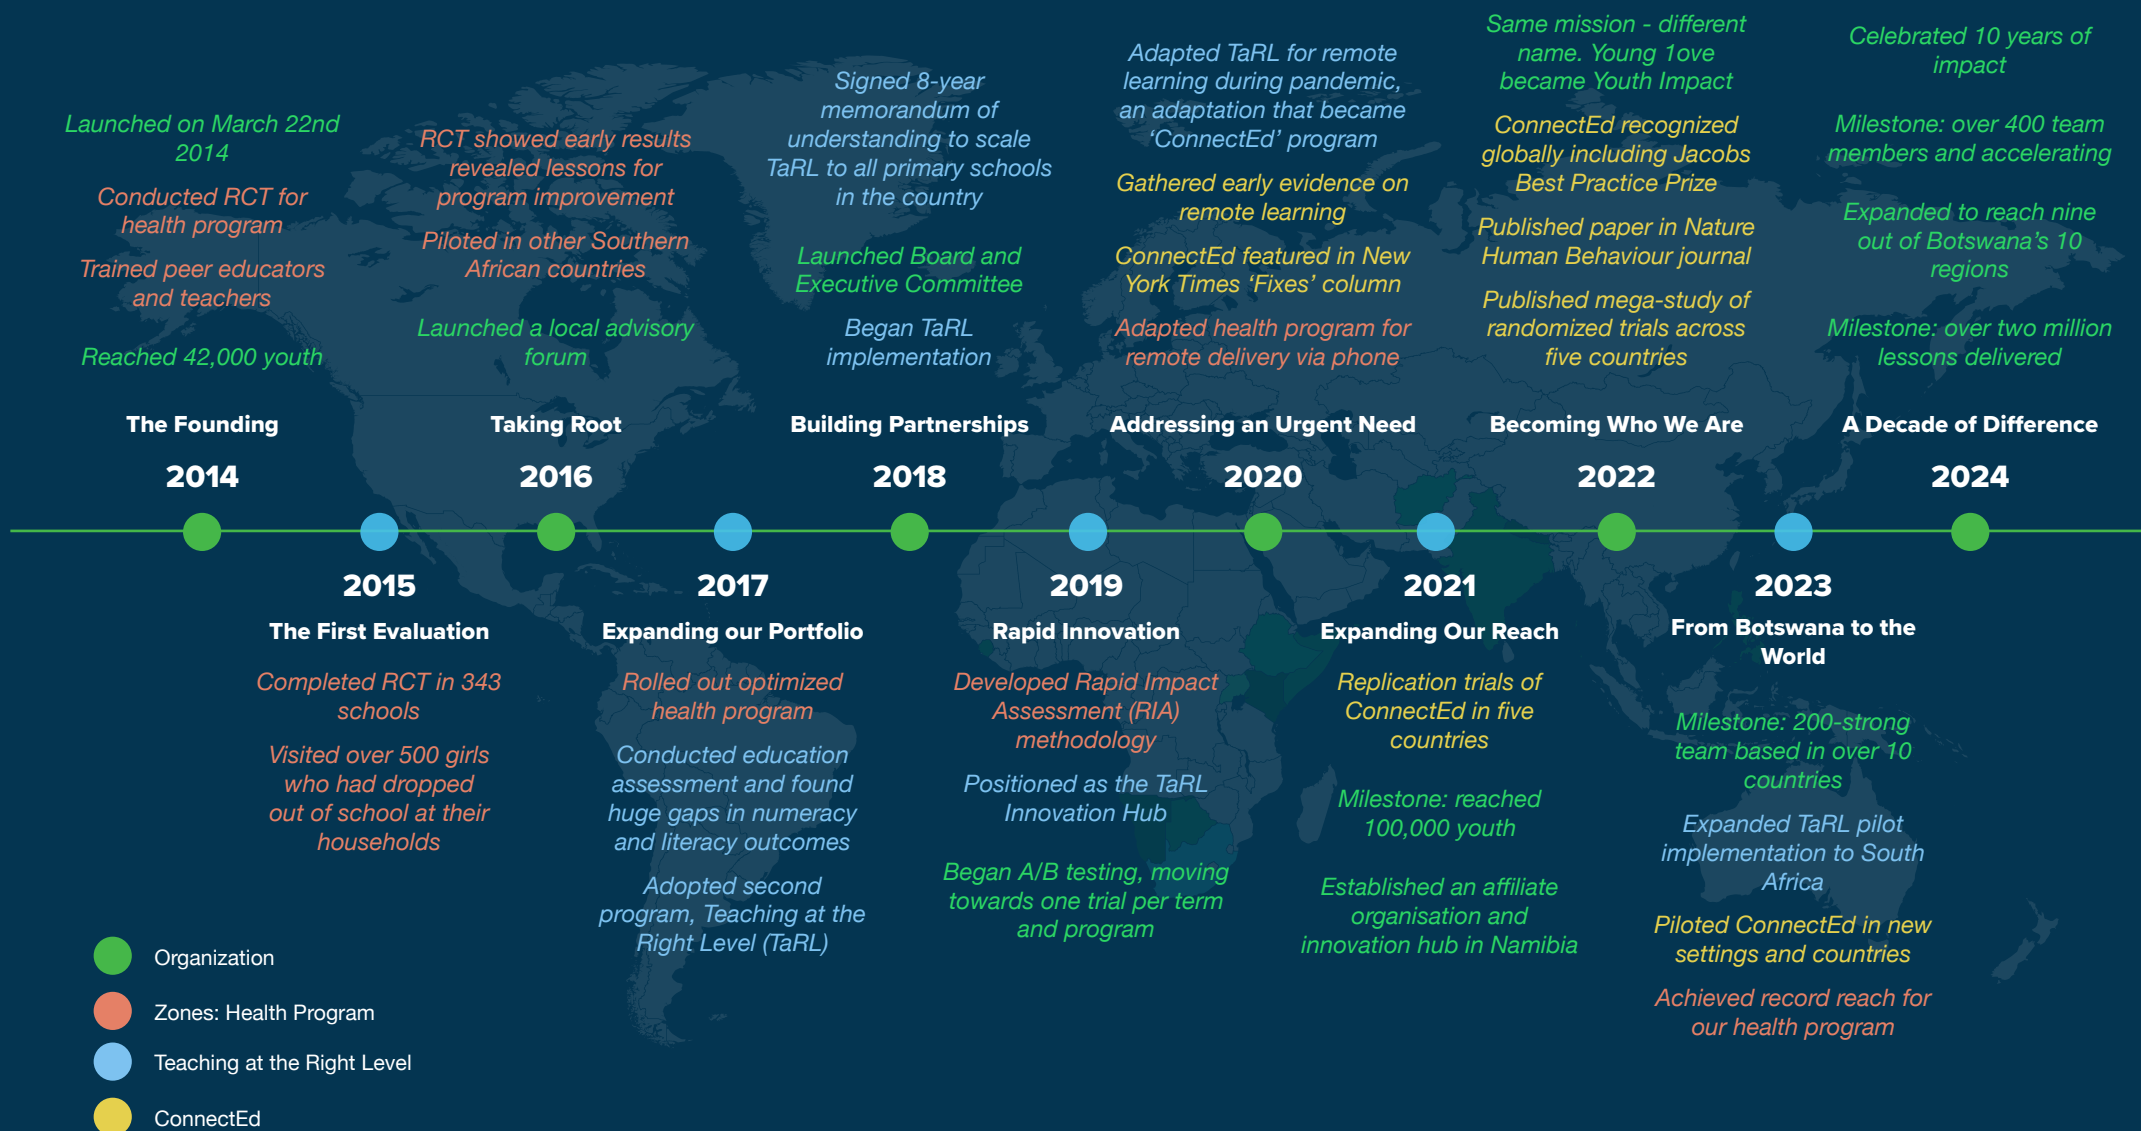 Launched on March 22nd
2014
Conducted RCT for
health program
Trained peer educators
and teachers
Reached 42,000 youth
The Founding
2014
2015
The First Evaluation
Completed RCT in 343
schools
Visited over 500 girls
who had dropped
out of school at their
households
RCT showed early results
revealed lessons for
program improvement
Piloted in other Southern
African countries
Launched a local advisory
forum
Taking Root
2016
2017
Expanding our Portfolio
Rolled out optimized
health program
Conducted education
assessment and found
huge gaps in numeracy
and literacy outcomes
Adopted second
program, Teaching at the
Right Level (TaRL)
Signed 8-year
memorandum of
understanding to scale
TaRL to all primary schools
in the country
Launched Board and
Executive Committee
Began TaRL
implementation
Building Partnerships
2018
2019
Rapid Innovation
Developed Rapid Impact
Assessment (RIA)
methodology
Positioned as the TaRL
Innovation Hub
Began A/B testing, moving
towards one trial per term
and program
Adapted TaRL for remote
learning during pandemic,
an adaptation that became
‘ConnectEd’ program
Gathered early evidence on
remote learning
ConnectEd featured in New
York Times ‘Fixes’ column
Adapted health program for
remote delivery via phone
Addressing an Urgent Need
2020
2021
Expanding Our Reach
Replication trials of
ConnectEd in five
countries
Milestone: reached
100,000 youth
Established an affiliate
organisation and
innovation hub in Namibia
Same mission - different
name. Young 1ove
became Youth Impact
ConnectEd recognized
globally including Jacobs
Best Practice Prize
Published paper in Nature
Human Behaviour journal
Published mega-study of
randomized trials across
five countries
Becoming Who We Are
2022
2023
From Botswana to the
World
Milestone: 200-strong
team based in over 10
countries
Expanded TaRL pilot
implementation to South
Africa
Piloted ConnectEd in new
settings and countries
Achieved record reach for
our health program
Celebrated 10 years of
impact
Milestone: over 400 team
members and accelerating
Expanded to reach nine
out of Botswana’s 10
regions
Milestone: over two million
lessons delivered
A Decade of Difference
2024
Organization
Zones: Health Program
Teaching at the Right Level
ConnectEd